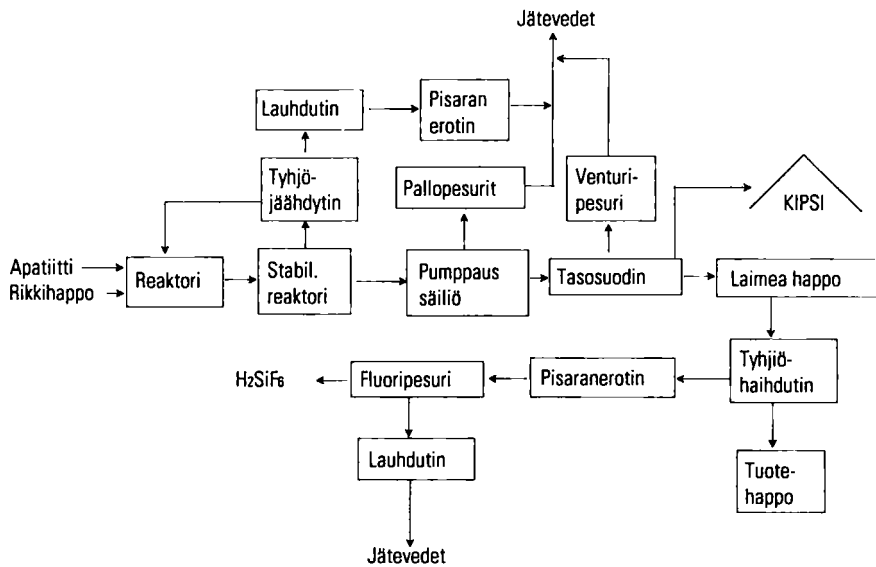 Jätevedet
Lauhdutin
Pisaran
erotin
Tyhjö-
jäähdytin
Pallopesurit
Venturi-
pesuri
KIPSI
Apatiitti
Rikkihappo
Reaktori
Stabil.
reaktori
Pumppaus
säiliö
Tasosuodin
Laimea happo
H₂SiF₆
Fluoripesuri
Pisaranerotin
Tyhjiö-
haihdutin
Lauhdutin
Tuote-
happo
Jätevedet